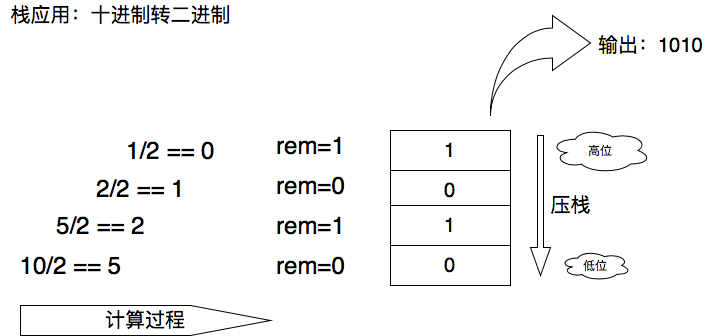 栈应用：十进制转二进制
输出：1010
1/2 == 0 rem=1 1 高位
2/2 == 1 rem=0 0
压栈
5/2 == 2 rem=1 1
10/2 == 5 rem=0 0 低位
计算过程